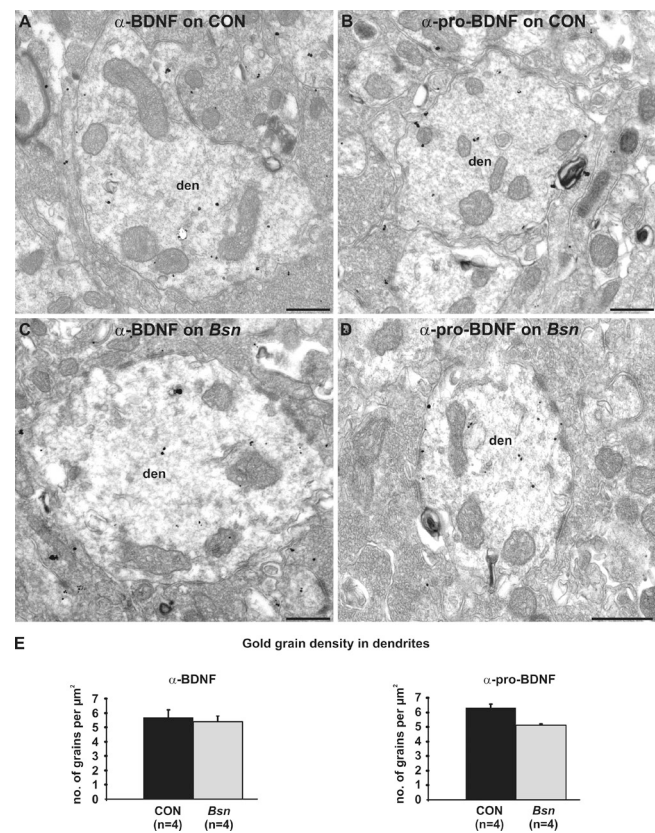 A α-BDNF on CON
B α-pro-BDNF on CON
den
den
C α-BDNF on Bsn
D α-pro-BDNF on Bsn
den
den
E Gold grain density in dendrites
α-BDNF
no. of grains per µm²
7
6
5
4
3
2
1
0
CON
(n=4)
Bsn
(n=4)
α-pro-BDNF
no. of grains per µm²
7
6
5
4
3
2
1
0
CON
(n=4)
Bsn
(n=4)